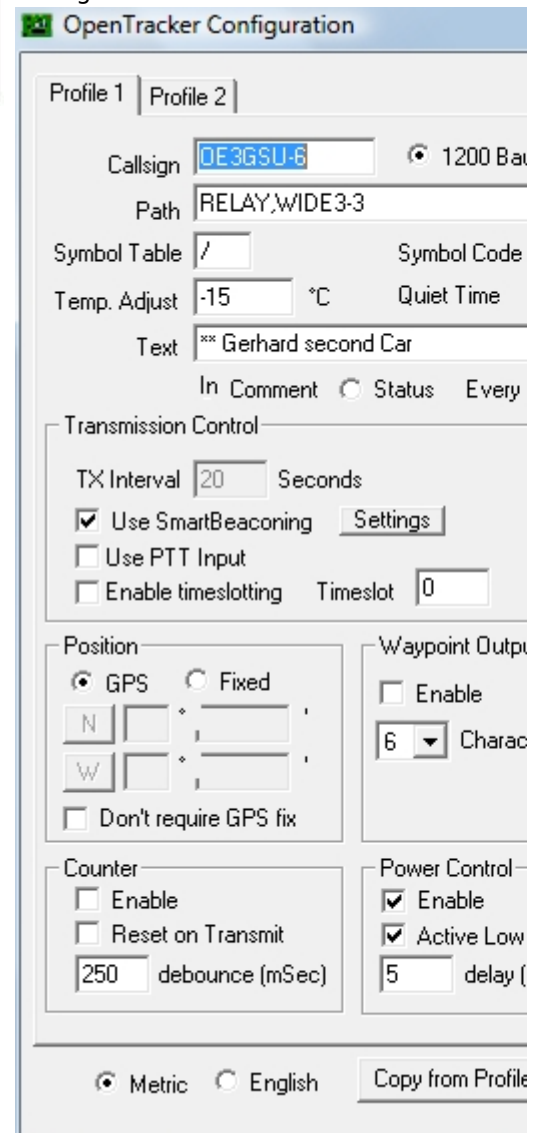 OpenTracker Configuration
Profile 1 Profile 2
Callsign OE3GSU-6 1200 Bau
Path RELAY,WIDE3-3
Symbol Table / Symbol Code
Temp. Adjust -15 °C Quiet Time
Text ** Gerhard second Car
In Comment Status Every
Transmission Control
TX Interval 20 Seconds
Use SmartBeaconing Settings
Use PTT Input
Enable timeslotting Timeslot 0
Position Waypoint Outpu
GPS Fixed Enable
N ° , '
6 Charac
W ° , '
Don't require GPS fix
Counter Power Control
Enable Enable
Reset on Transmit Active Low
250 debounce (mSec) 5 delay (
Metric English Copy from Profile